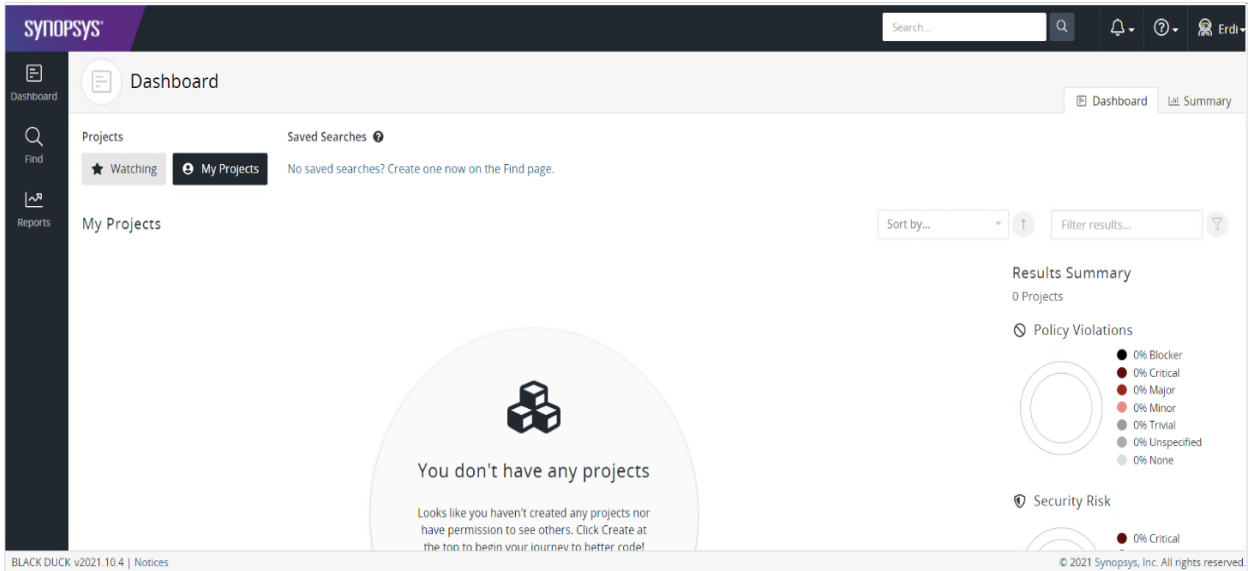 SYNOPSYS®
Search...
Erdi
Dashboard
Find
Reports
Dashboard
Dashboard
Summary
Projects
Watching
My Projects
Saved Searches
No saved searches? Create one now on the Find page.
My Projects
Sort by...
Filter results...
You don't have any projects
Looks like you haven't created any projects nor
have permission to see others. Click Create at
the top to begin your journey to better code!
Results Summary
0 Projects
Policy Violations
0% Blocker
0% Critical
0% Major
0% Minor
0% Trivial
0% Unspecified
0% None
Security Risk
0% Critical
BLACK DUCK v2021.10.4 | Notices
© 2021 Synopsys, Inc. All rights reserved.